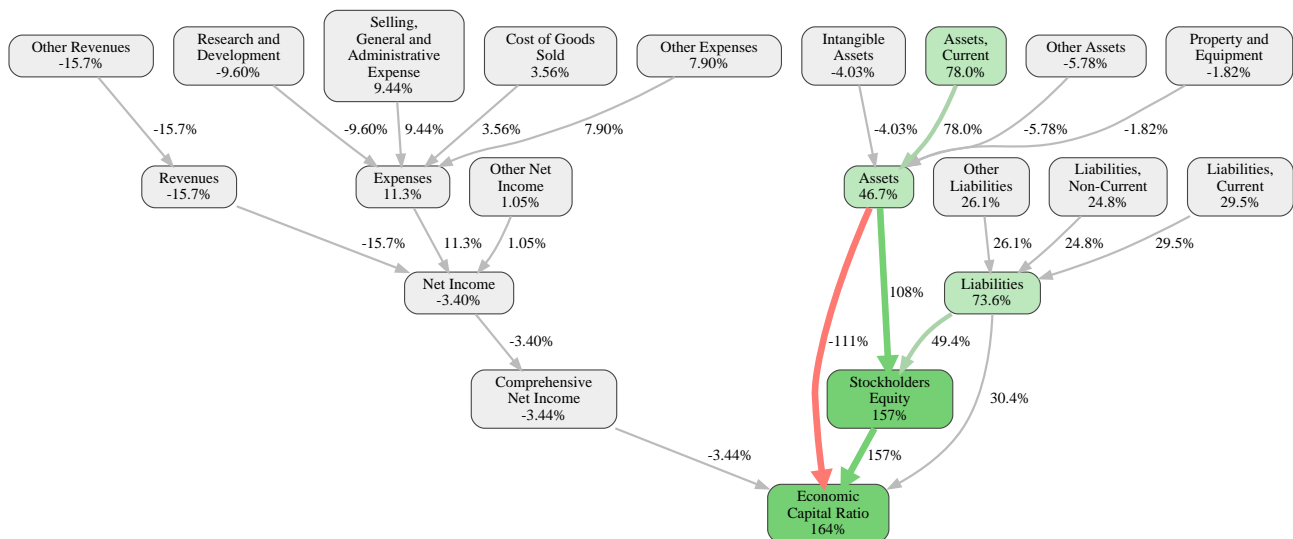 Other Revenues
-15.7%
Research and
Development
-9.60%
Selling,
General and
Administrative
Expense
9.44%
Cost of Goods
Sold
3.56%
Other Expenses
7.90%
Intangible
Assets
-4.03%
Assets,
Current
78.0%
Other Assets
-5.78%
Property and
Equipment
-1.82%
-15.7%
-9.60%
9.44%
3.56%
7.90%
-4.03%
78.0%
-5.78%
-1.82%
Revenues
-15.7%
Expenses
11.3%
Other Net
Income
1.05%
Assets
46.7%
Other
Liabilities
26.1%
Liabilities,
Non-Current
24.8%
Liabilities,
Current
29.5%
-15.7%
11.3%
1.05%
26.1%
24.8%
29.5%
Net Income
-3.40%
Liabilities
73.6%
108%
-3.40%
-111%
49.4%
Comprehensive
Net Income
-3.44%
Stockholders
Equity
157%
30.4%
-3.44%
157%
Economic
Capital Ratio
164%